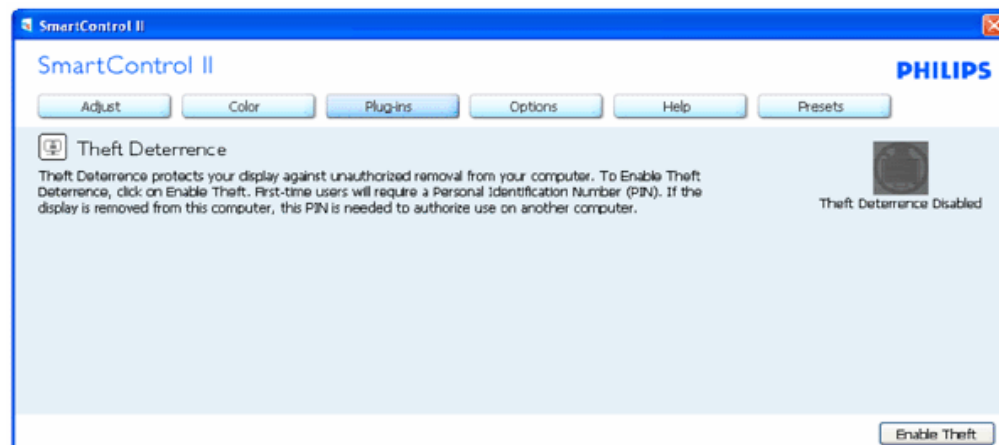 SmartControl II
SmartControl II
PHILIPS
Adjust Color Plug-ins Options Help Presets
Theft Deterrence
Theft Deterrence protects your display against unauthorized removal from your computer. To Enable Theft
Deterrence, click on Enable Theft. First-time users will require a Personal Identification Number (PIN). If the
display is removed from this computer, this PIN is needed to authorize use on another computer.
Theft Deterrence Disabled
Enable Theft